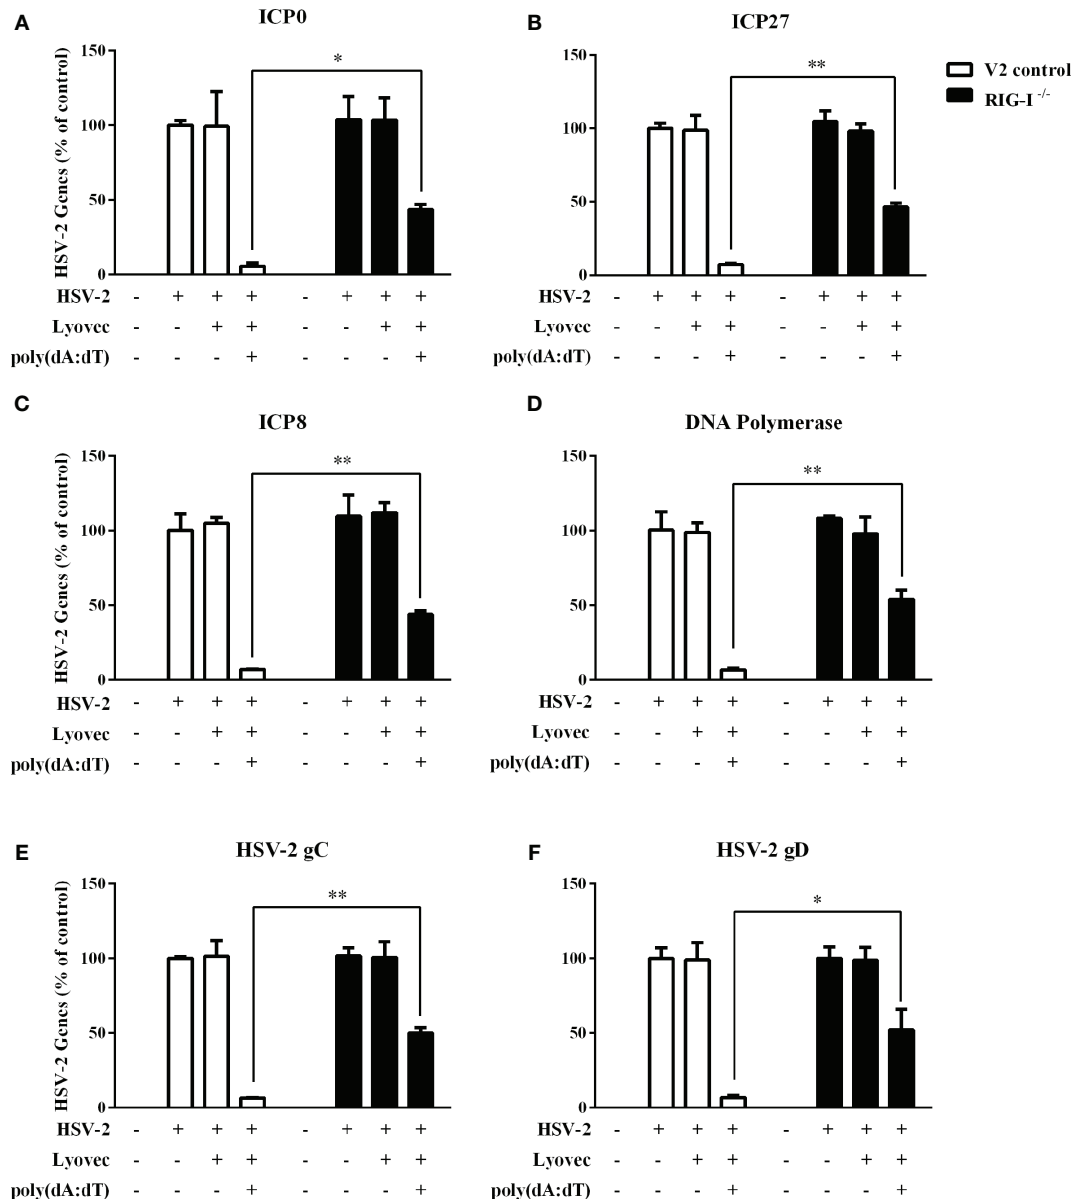 A
ICP0
HSV-2 Genes (% of control)
150
100
50
0
*
HSV-2 - + + + - + + +
Lyovec - - + + - - + +
poly(dA:dT) - - - + - - - +
B
ICP27
150
100
50
0
**
HSV-2 - + + + - + + +
Lyovec - - + + - - + +
poly(dA:dT) - - - + - - - +
V2 control
RIG-I -/-
C
ICP8
HSV-2 Genes (% of control)
150
100
50
0
**
HSV-2 - + + + - + + +
Lyovec - - + + - - + +
poly(dA:dT) - - - + - - - +
D
DNA Polymerase
150
100
50
0
**
HSV-2 - + + + - + + +
Lyovec - - + + - - + +
poly(dA:dT) - - - + - - - +
E
HSV-2 gC
HSV-2 Genes (% of control)
150
100
50
0
**
HSV-2 - + + + - + + +
Lyovec - - + + - - + +
poly(dA:dT) - - - + - - - +
F
HSV-2 gD
150
100
50
0
*
HSV-2 - + + + - + + +
Lyovec - - + + - - + +
poly(dA:dT) - - - + - - - +